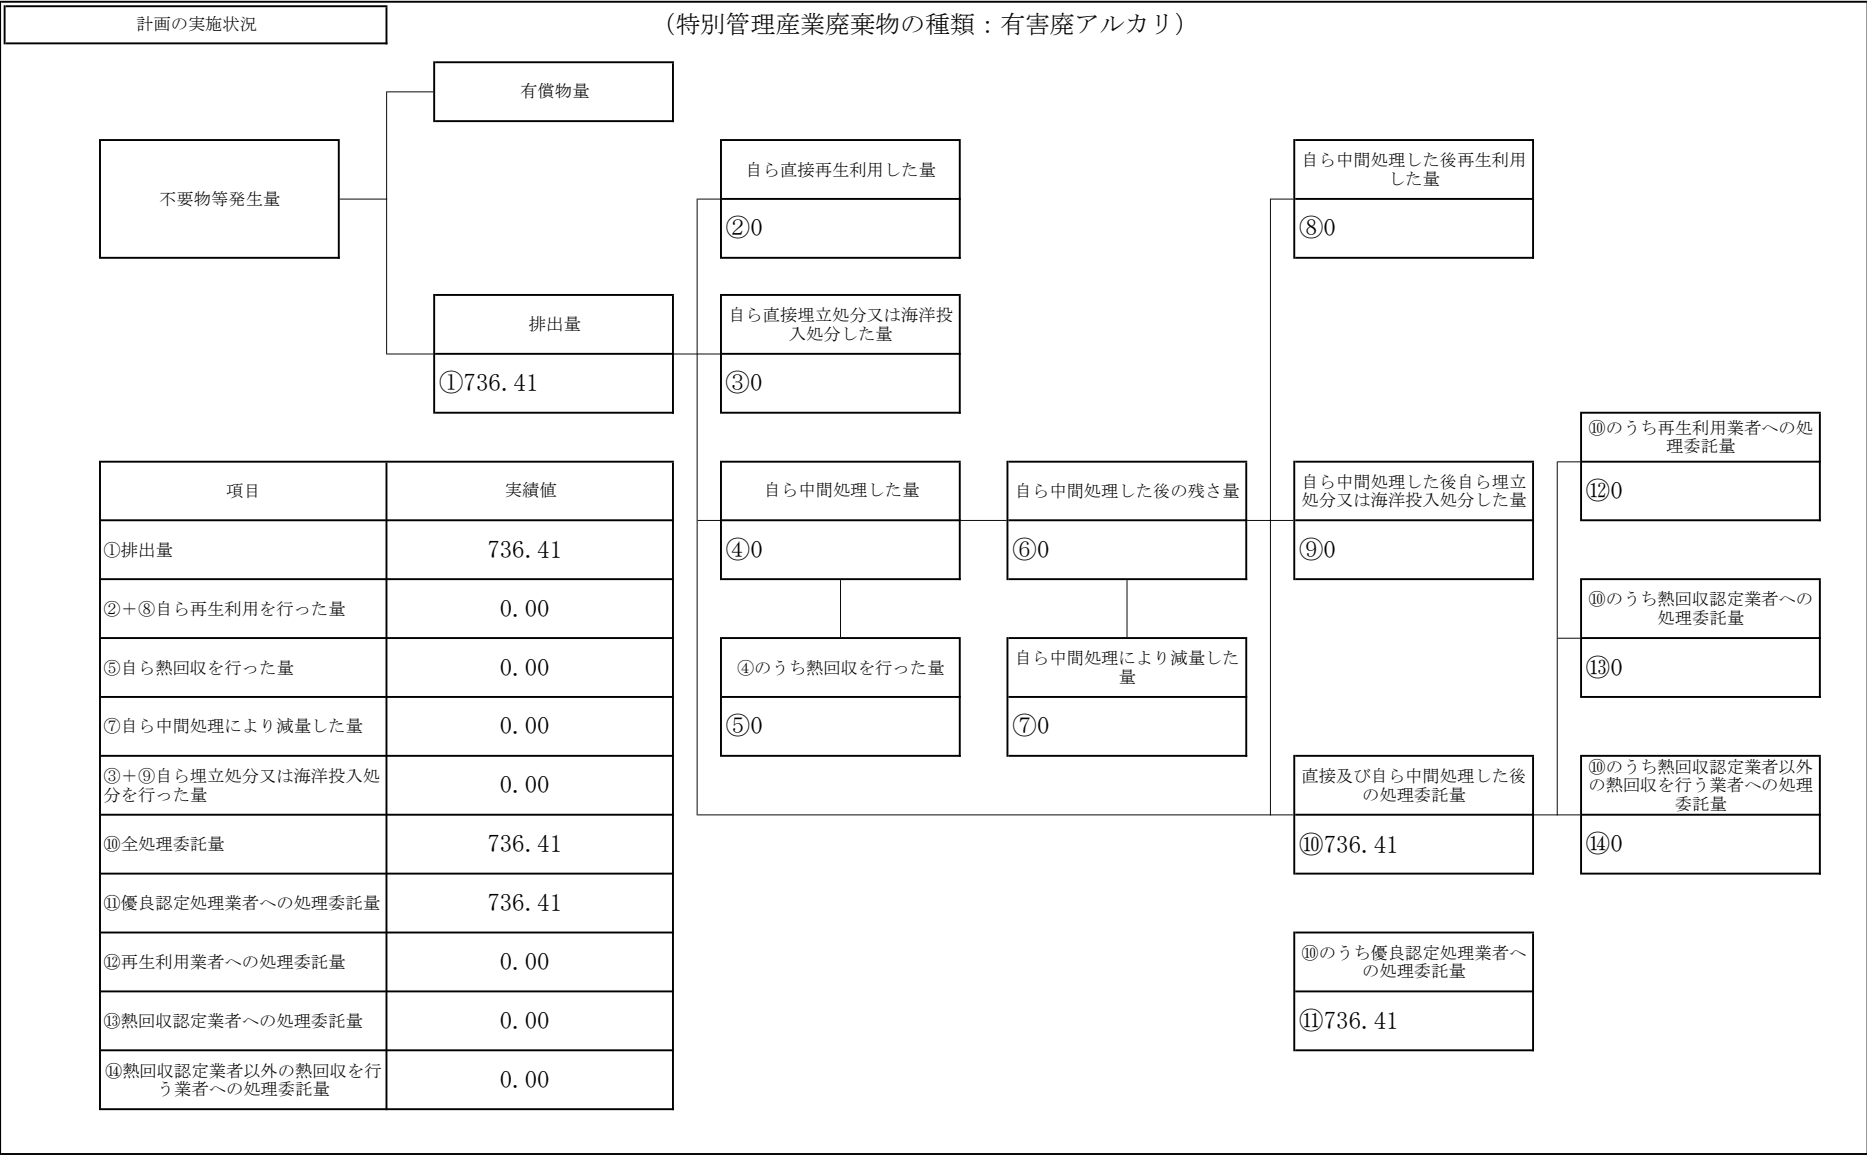 計画の実施状況
（特別管理産業廃棄物の種類：有害廃アルカリ）
有償物量
不要物等発生量
自ら直接再生利用した量
②0
自ら中間処理した後再生利用
した量
⑧0
排出量
①736.41
自ら直接埋立処分又は海洋投
入処分した量
③0
⑩のうち再生利用業者への処
理委託量
⑫0
自ら中間処理した量
④0
自ら中間処理した後の残さ量
⑥0
自ら中間処理した後自ら埋立
処分又は海洋投入処分した量
⑨0
⑩のうち熱回収認定業者への
処理委託量
⑬0
④のうち熱回収を行った量
⑤0
自ら中間処理により減量した
量
⑦0
直接及び自ら中間処理した後
の処理委託量
⑩736.41
⑩のうち熱回収認定業者以外
の熱回収を行う業者への処理
委託量
⑭0
⑩のうち優良認定処理業者へ
の処理委託量
⑪736.41
項目 実績値
①排出量 736.41
②＋⑧自ら再生利用を行った量 0.00
⑤自ら熱回収を行った量 0.00
⑦自ら中間処理により減量した量 0.00
③＋⑨自ら埋立処分又は海洋投入処
分を行った量 0.00
⑩全処理委託量 736.41
⑪優良認定処理業者への処理委託量 736.41
⑫再生利用業者への処理委託量 0.00
⑬熱回収認定業者への処理委託量 0.00
⑭熱回収認定業者以外の熱回収を行
う業者への処理委託量 0.00